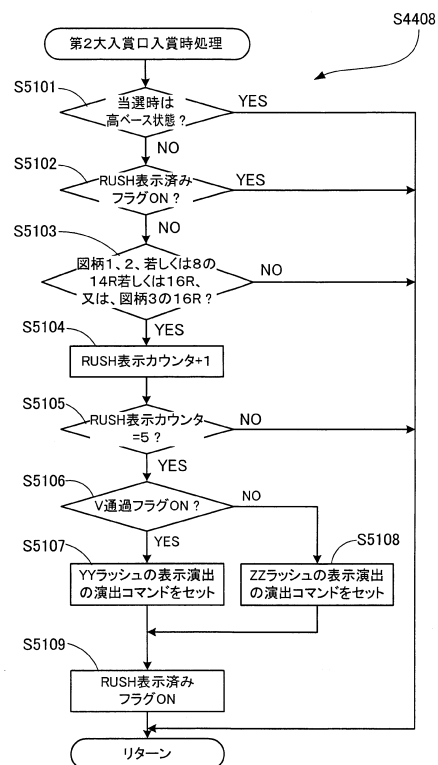 S4408
第2大入賞口入賞時処理
S5101
当選時は
高ベース状態？
YES
NO
S5102
RUSH表示済み
フラグON？
YES
NO
S5103
図柄1、2、若しくは8の
14R若しくは16R、
又は、図柄3の16R？
NO
YES
S5104
RUSH表示カウンタ+1
S5105
RUSH表示カウンタ
=5？
NO
YES
S5106
V通過フラグON？
NO
YES
S5107
YYラッシュの表示演出
の演出コマンドをセット
S5108
ZZラッシュの表示演出
の演出コマンドをセット
S5109
RUSH表示済み
フラグON
リターン